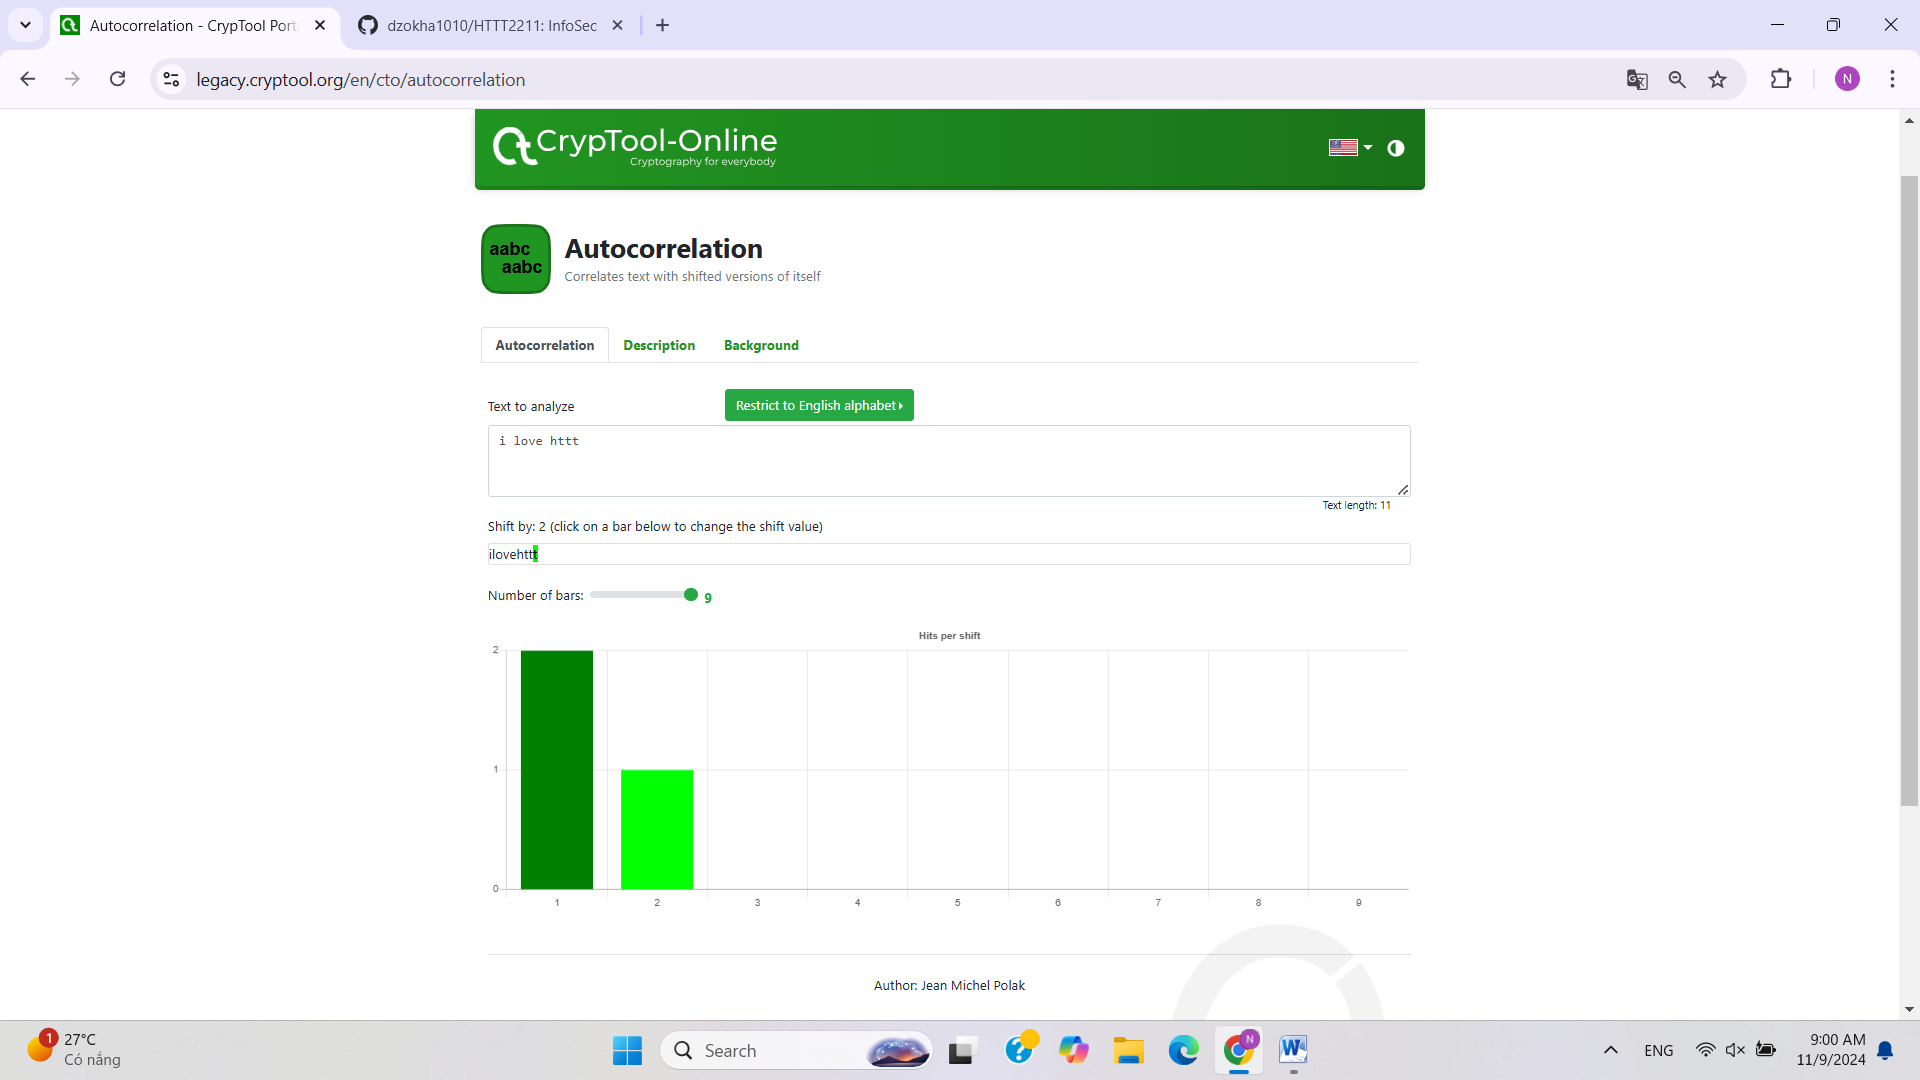 Autocorrelation - CrypTool Port
dzokha1010/HTTT2211: InfoSec
legacy.cryptool.org/en/cto/autocorrelation
N
CrypTool-Online
Cryptography for everybody
aabc
aabc
Autocorrelation
Correlates text with shifted versions of itself
Autocorrelation Description Background
Text to analyze
Restrict to English alphabet
i love httt
Text length: 11
Shift by: 2 (click on a bar below to change the shift value)
ilovehttt
Number of bars: 9
Hits per shift
2
1
0
1 2 3 4 5 6 7 8 9
Author: Jean Michel Polak
1
27°C
Có nắng
Search
N
ENG
9:00 AM
11/9/2024